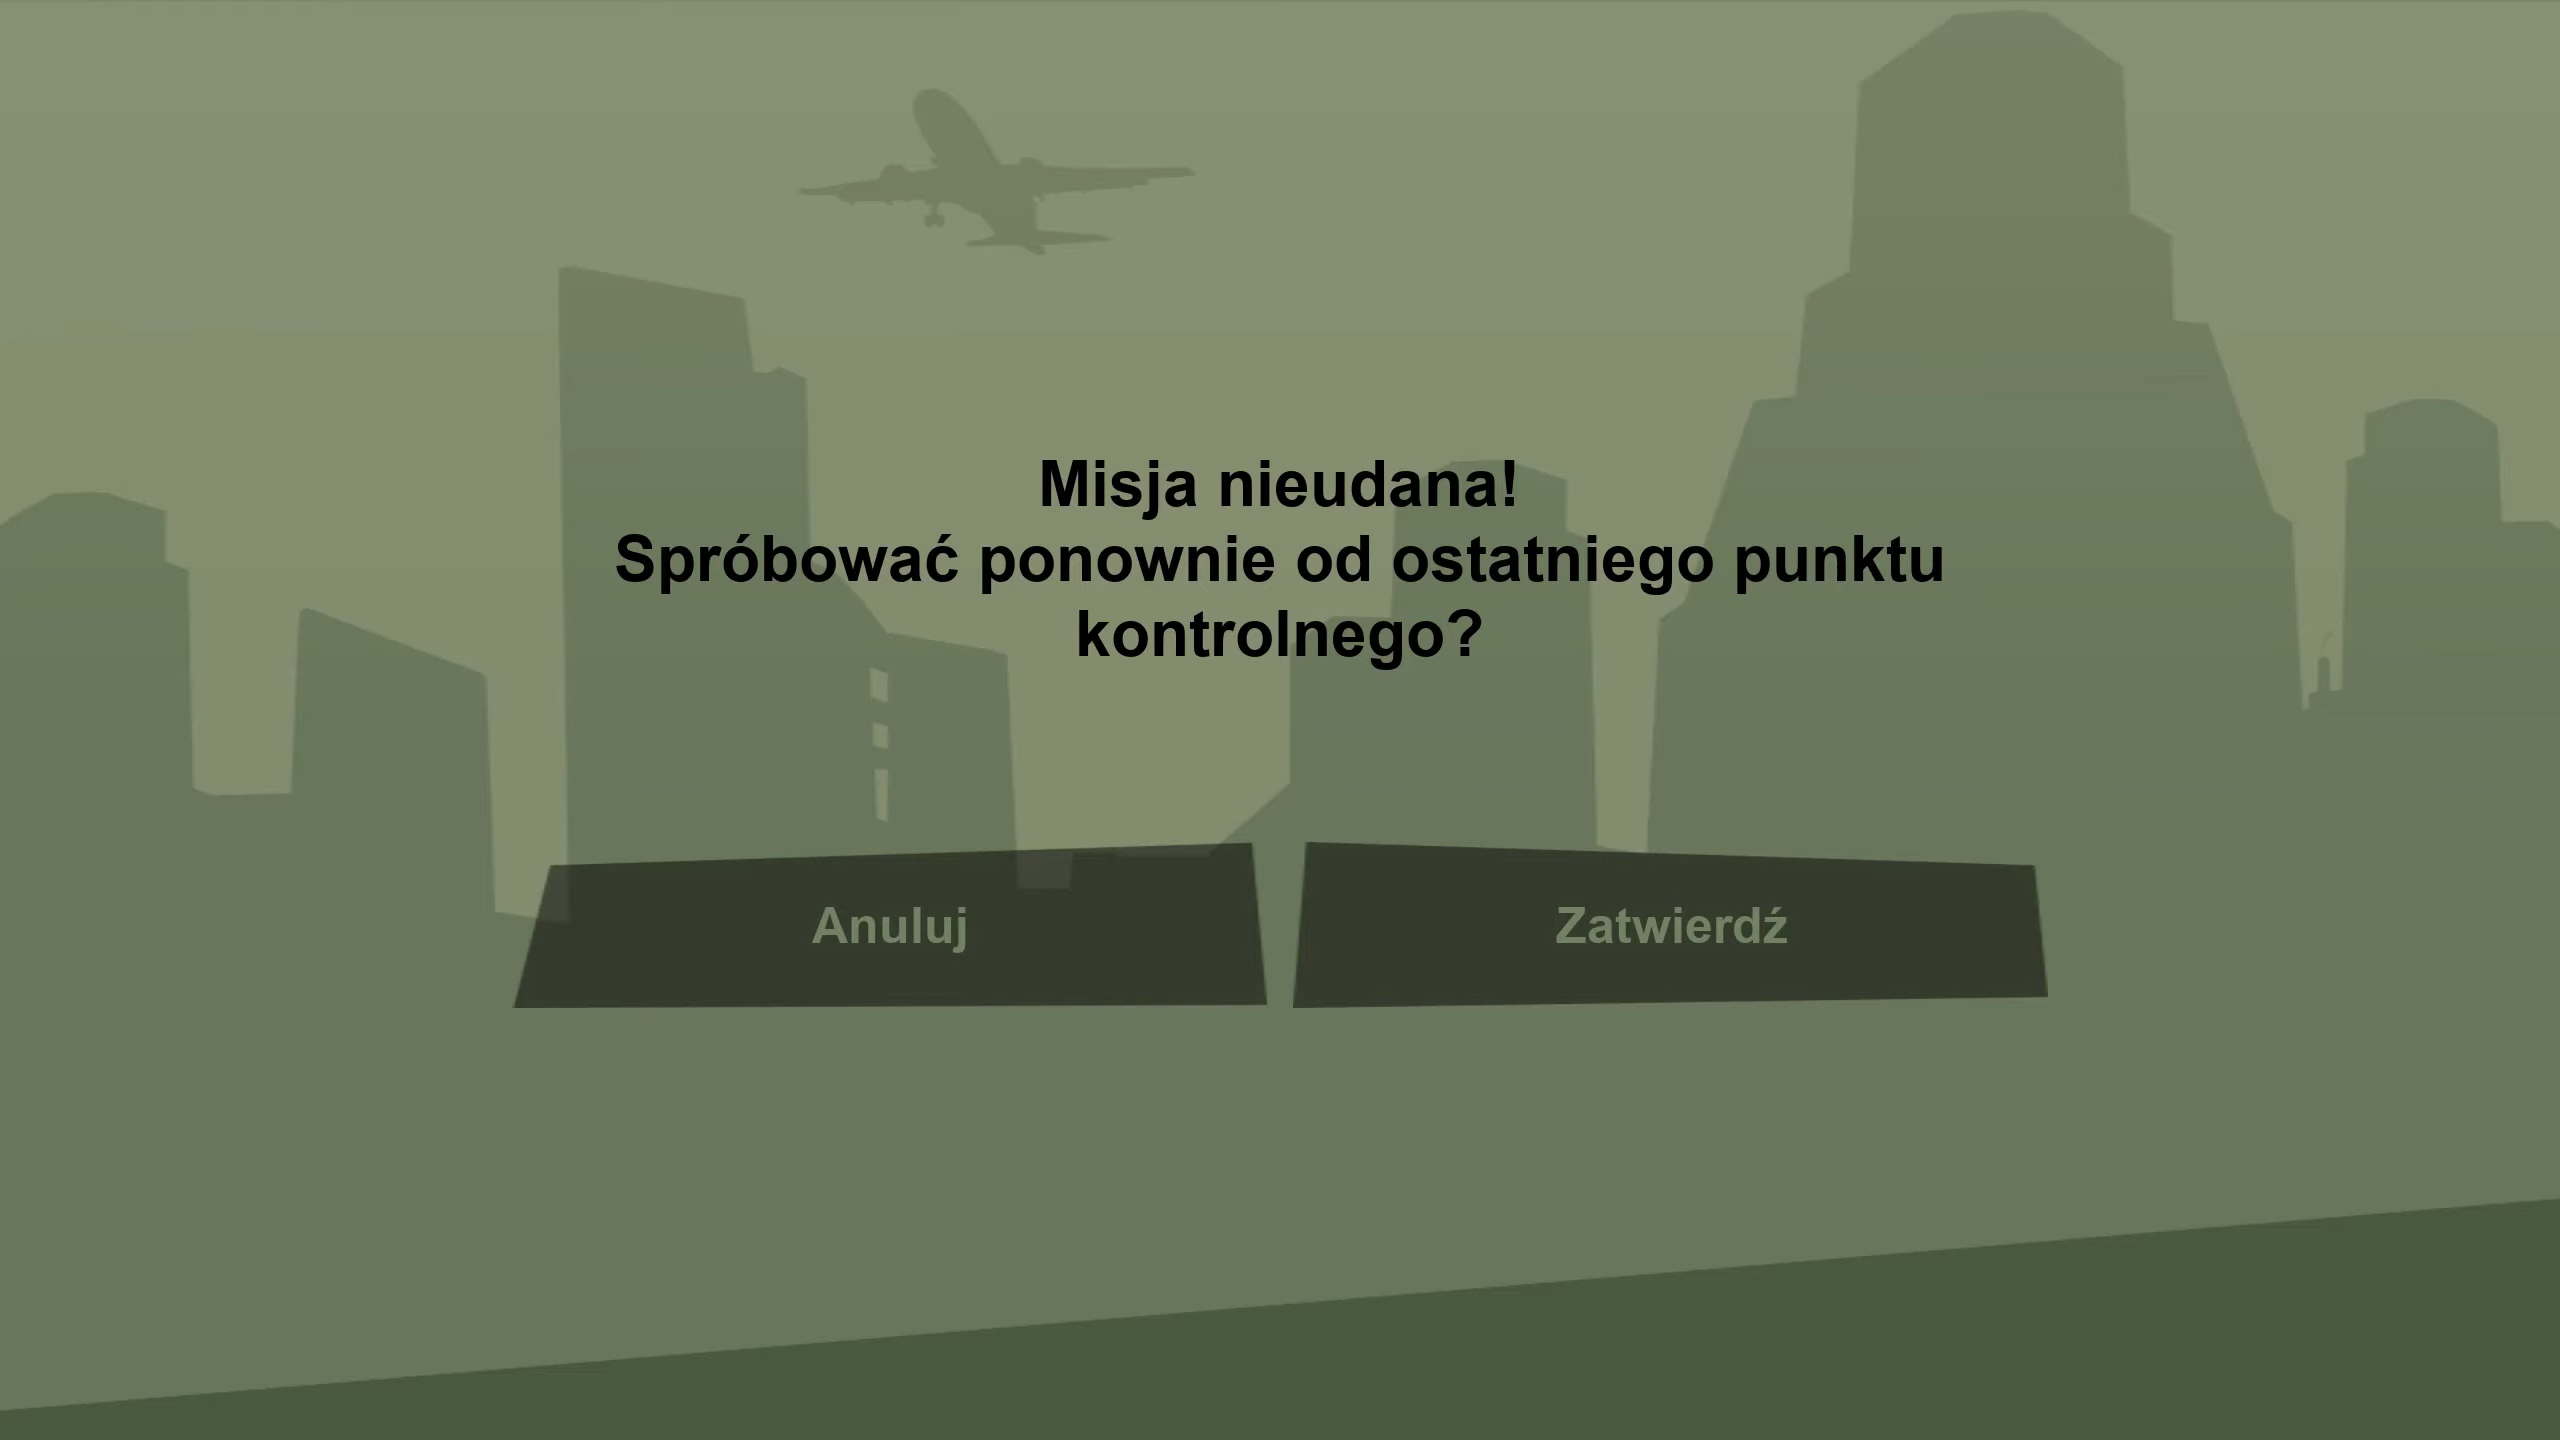 Misja nieudana!
Spróbować ponownie od ostatniego punktu
kontrolnego?
Anuluj
Zatwierdź